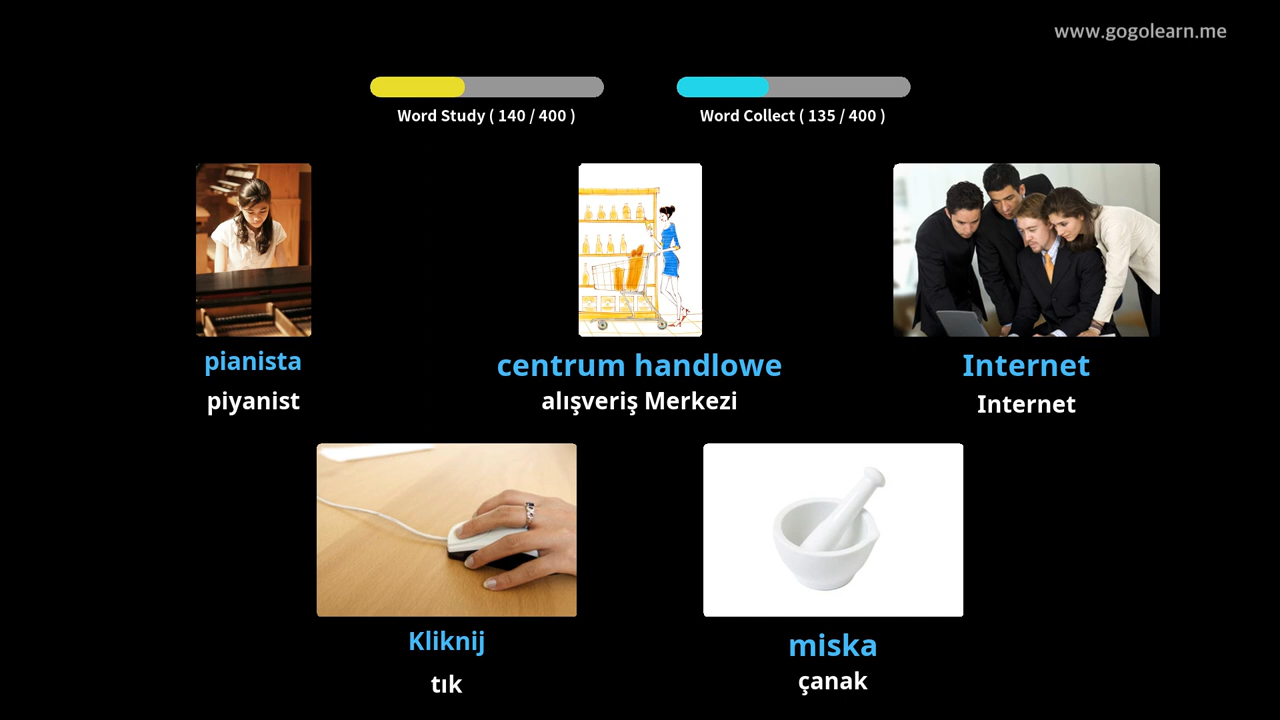 www.gogolearn.me
Word Study ( 140 / 400 )
Word Collect ( 135 / 400 )
pianista
piyanist
centrum handlowe
alışveriş Merkezi
Internet
Internet
Kliknij
tık
miska
çanak